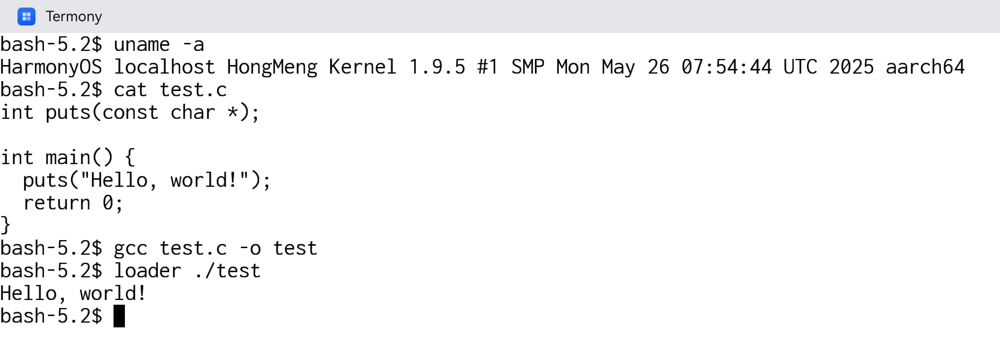 Termony
bash-5.2$ uname -a
HarmonyOS localhost HongMeng Kernel 1.9.5 #1 SMP Mon May 26 07:54:44 UTC 2025 aarch64
bash-5.2$ cat test.c
int puts(const char *);

int main() {
  puts("Hello, world!");
  return 0;
}
bash-5.2$ gcc test.c -o test
bash-5.2$ loader ./test
Hello, world!
bash-5.2$